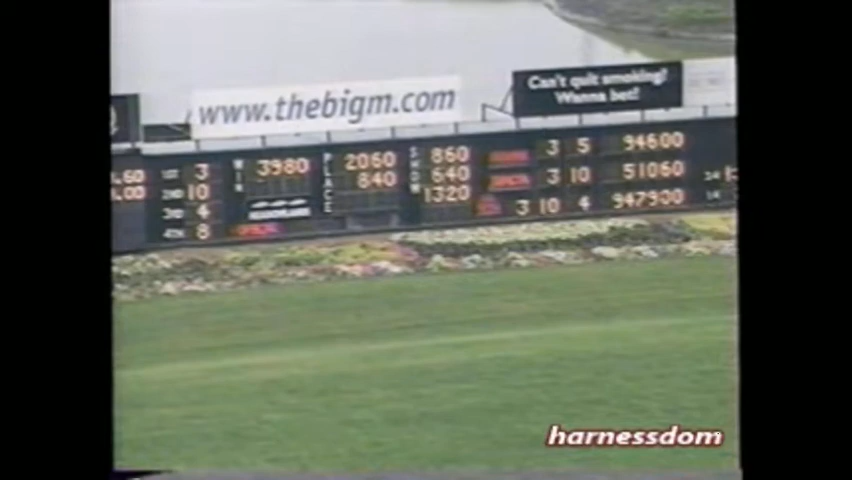 www.thebigm.com
Can't quit smoking?
Wanna bet!
1ST 3 WIN 3980 PLACE 2060 SHOW 860 3 5 94600
2ND 10 840 640 3 10 51060
3RD 4 1320 3 10 4 947900
4TH 8
harnessdom